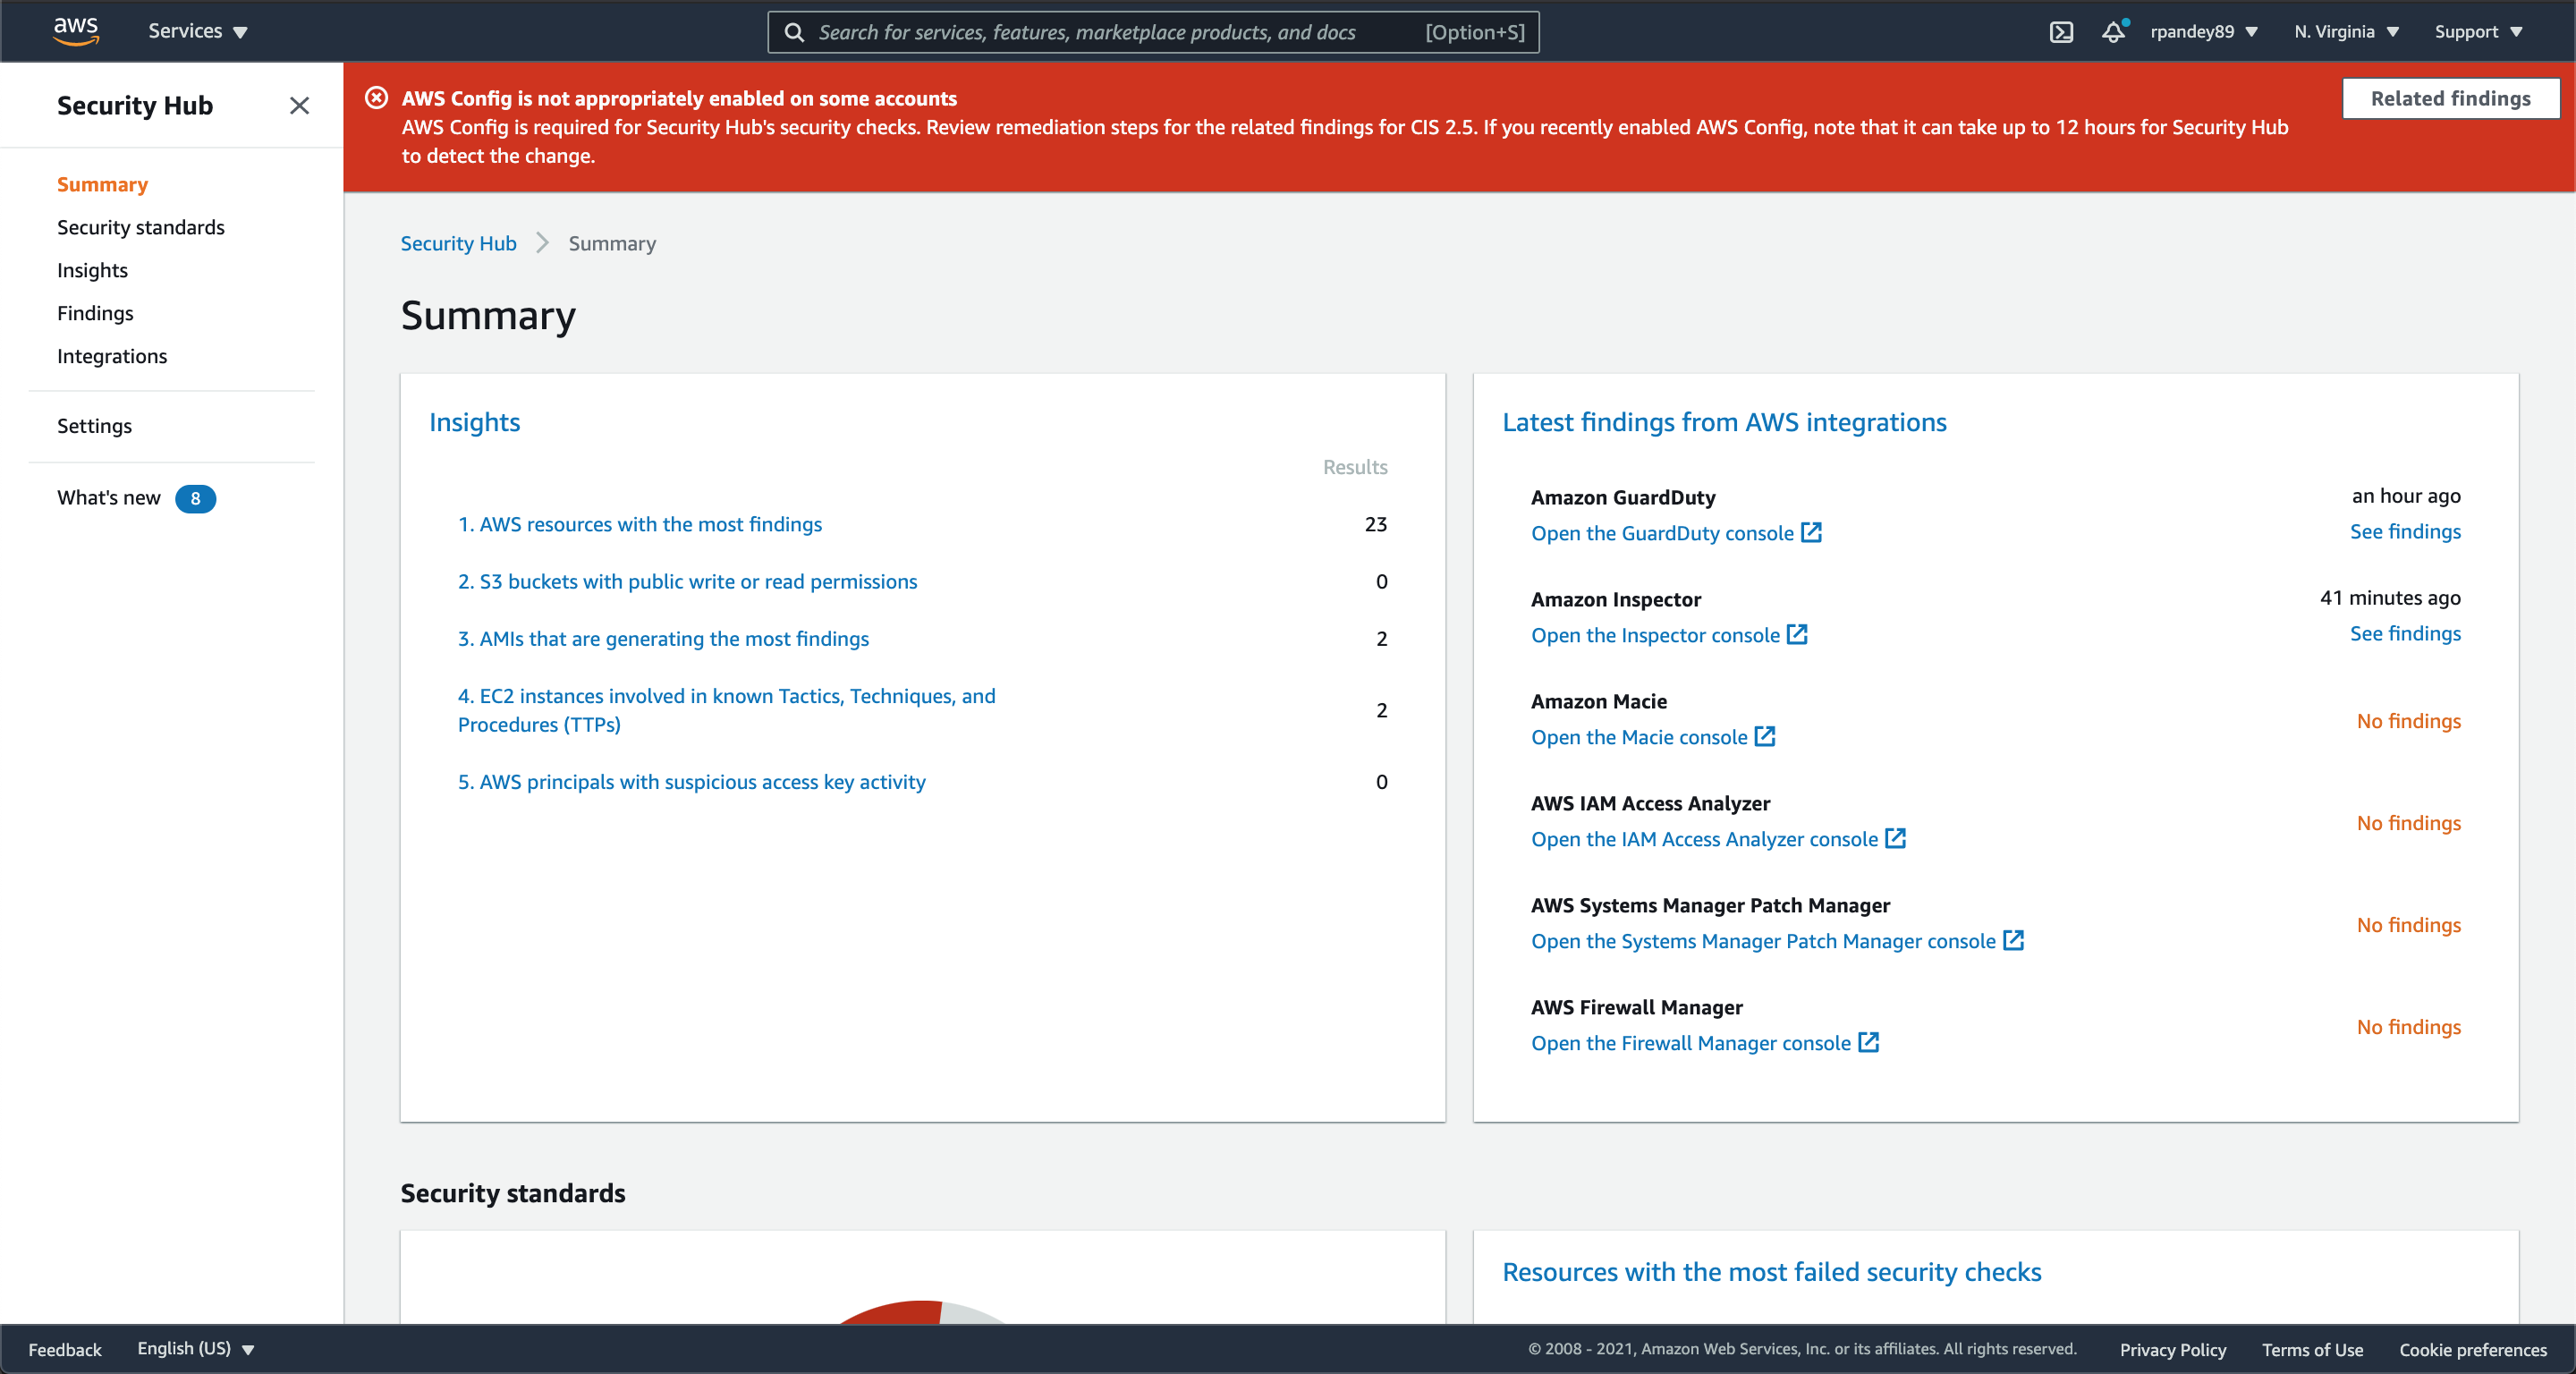 aws
Services
Search for services, features, marketplace products, and docs
[Option+S]
rpandey89
N. Virginia
Support
Security Hub
Summary
Security standards
Insights
Findings
Integrations
Settings
What's new 8
AWS Config is not appropriately enabled on some accounts
AWS Config is required for Security Hub's security checks. Review remediation steps for the related findings for CIS 2.5. If you recently enabled AWS Config, note that it can take up to 12 hours for Security Hub
to detect the change.
Related findings
Security Hub
Summary
Summary
Insights
Results
1. AWS resources with the most findings 23
2. S3 buckets with public write or read permissions 0
3. AMIs that are generating the most findings 2
4. EC2 instances involved in known Tactics, Techniques, and
Procedures (TTPs)
2
5. AWS principals with suspicious access key activity 0
Latest findings from AWS integrations
Amazon GuardDuty
an hour ago
Open the GuardDuty console
See findings
Amazon Inspector
41 minutes ago
Open the Inspector console
See findings
Amazon Macie
No findings
Open the Macie console
AWS IAM Access Analyzer
No findings
Open the IAM Access Analyzer console
AWS Systems Manager Patch Manager
No findings
Open the Systems Manager Patch Manager console
AWS Firewall Manager
No findings
Open the Firewall Manager console
Security standards
Resources with the most failed security checks
Feedback
English (US)
© 2008 - 2021, Amazon Web Services, Inc. or its affiliates. All rights reserved.
Privacy Policy
Terms of Use
Cookie preferences